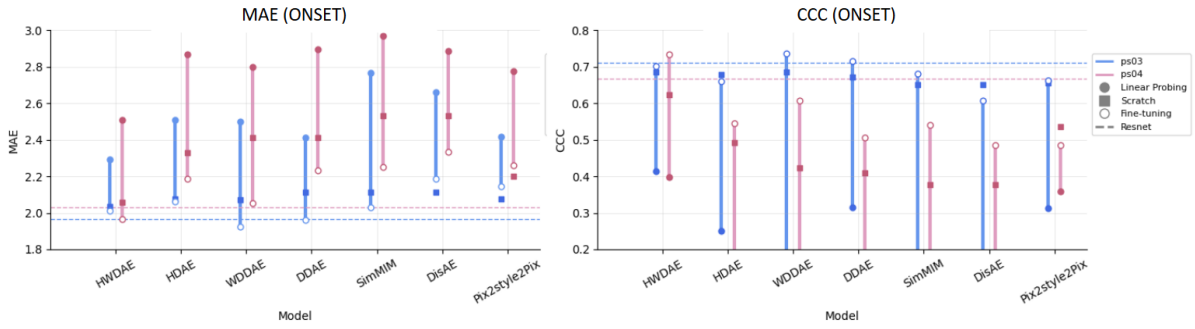 MAE (ONSET)
3.0
2.8
2.6
2.4
2.2
2.0
1.8
MAE
HWDAE
HDAE
WDDAE
DDAE
SimMIM
DisAE
Pix2style2Pix
Model
CCC (ONSET)
0.8
0.7
0.6
0.5
0.4
0.3
0.2
CCC
HWDAE
HDAE
WDDAE
DDAE
SimMIM
DisAE
Pix2style2Pix
Model
ps03
ps04
Linear Probing
Scratch
Fine-tuning
Resnet